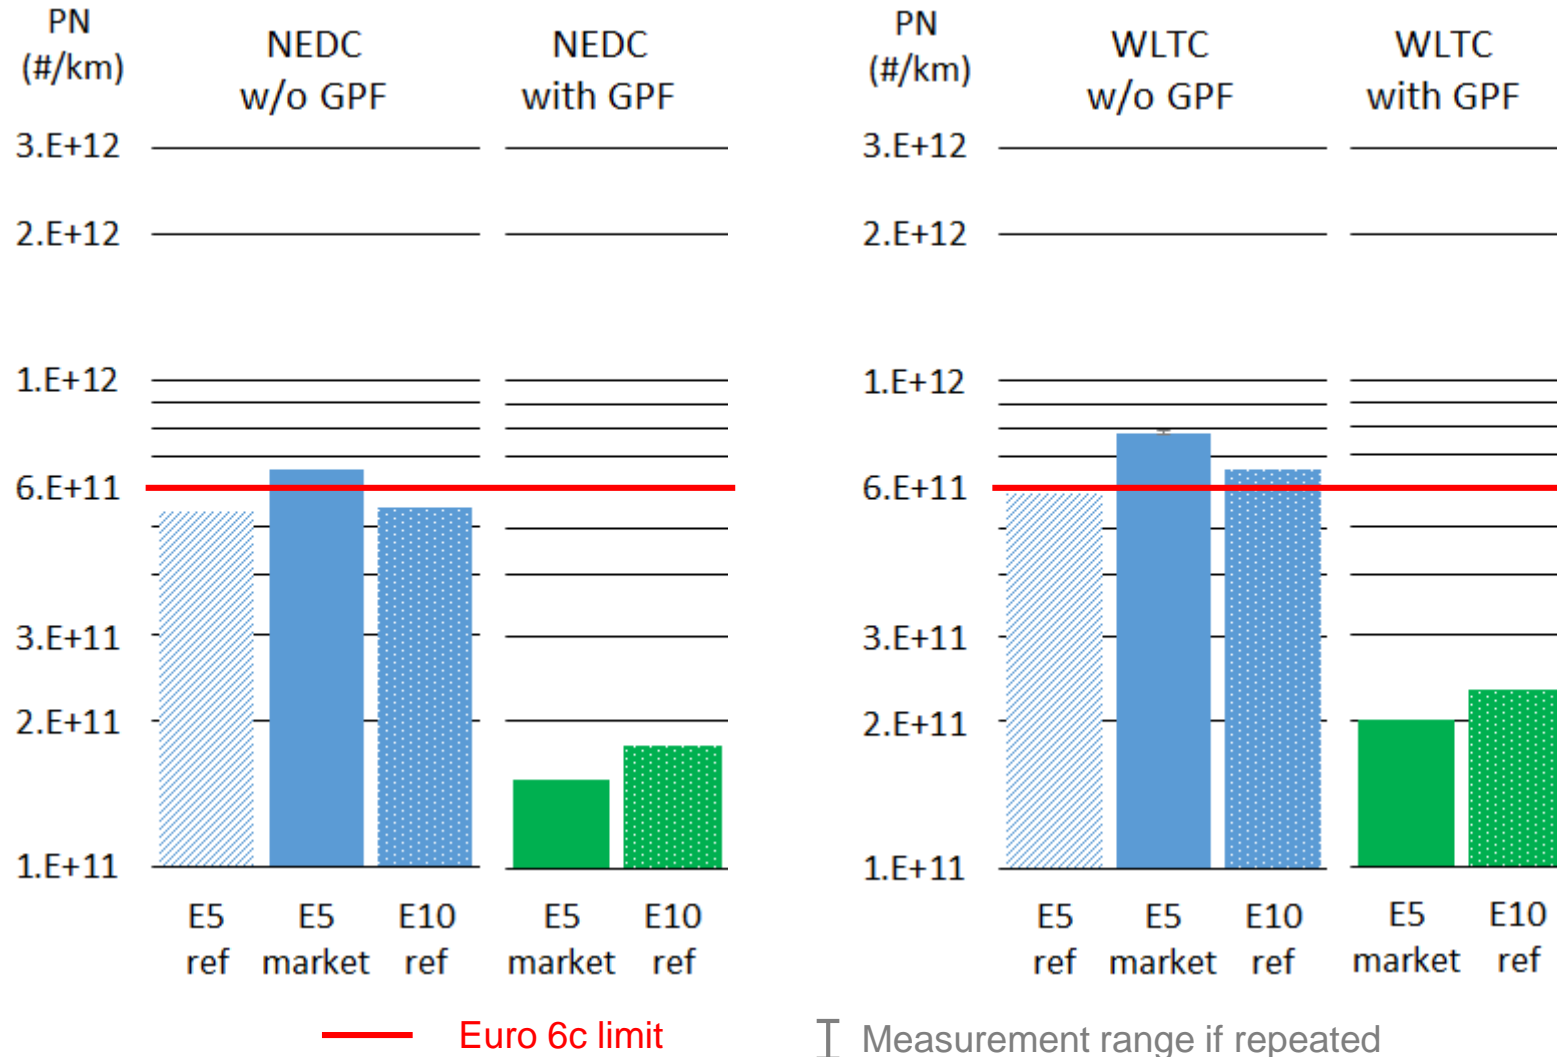 PN
(#/km)
NEDC
w/o GPF
NEDC
with GPF
3.E+12
2.E+12
1.E+12
6.E+11
3.E+11
2.E+11
1.E+11
E5
ref
E5
market
E10
ref
E5
market
E10
ref
PN
(#/km)
WLTC
w/o GPF
WLTC
with GPF
3.E+12
2.E+12
1.E+12
6.E+11
3.E+11
2.E+11
1.E+11
E5
ref
E5
market
E10
ref
E5
market
E10
ref
Euro 6c limit
Measurement range if repeated